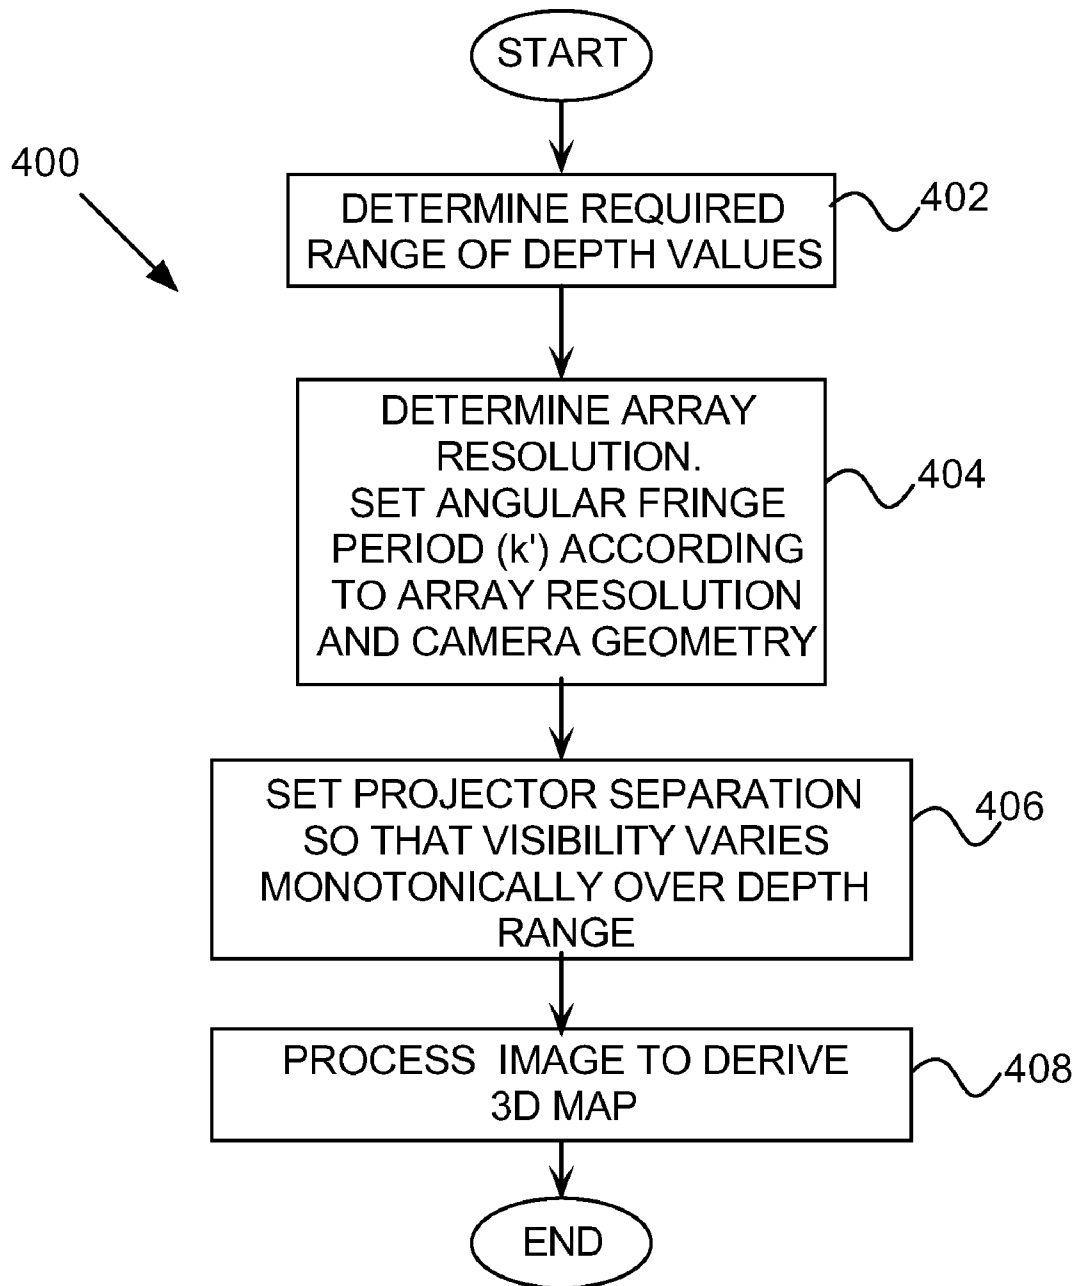 START
400
DETERMINE REQUIRED
RANGE OF DEPTH VALUES
402
DETERMINE ARRAY
RESOLUTION.
SET ANGULAR FRINGE
PERIOD (k') ACCORDING
TO ARRAY RESOLUTION
AND CAMERA GEOMETRY
404
SET PROJECTOR SEPARATION
SO THAT VISIBILITY VARIES
MONOTONICALLY OVER DEPTH
RANGE
406
PROCESS IMAGE TO DERIVE
3D MAP
408
END